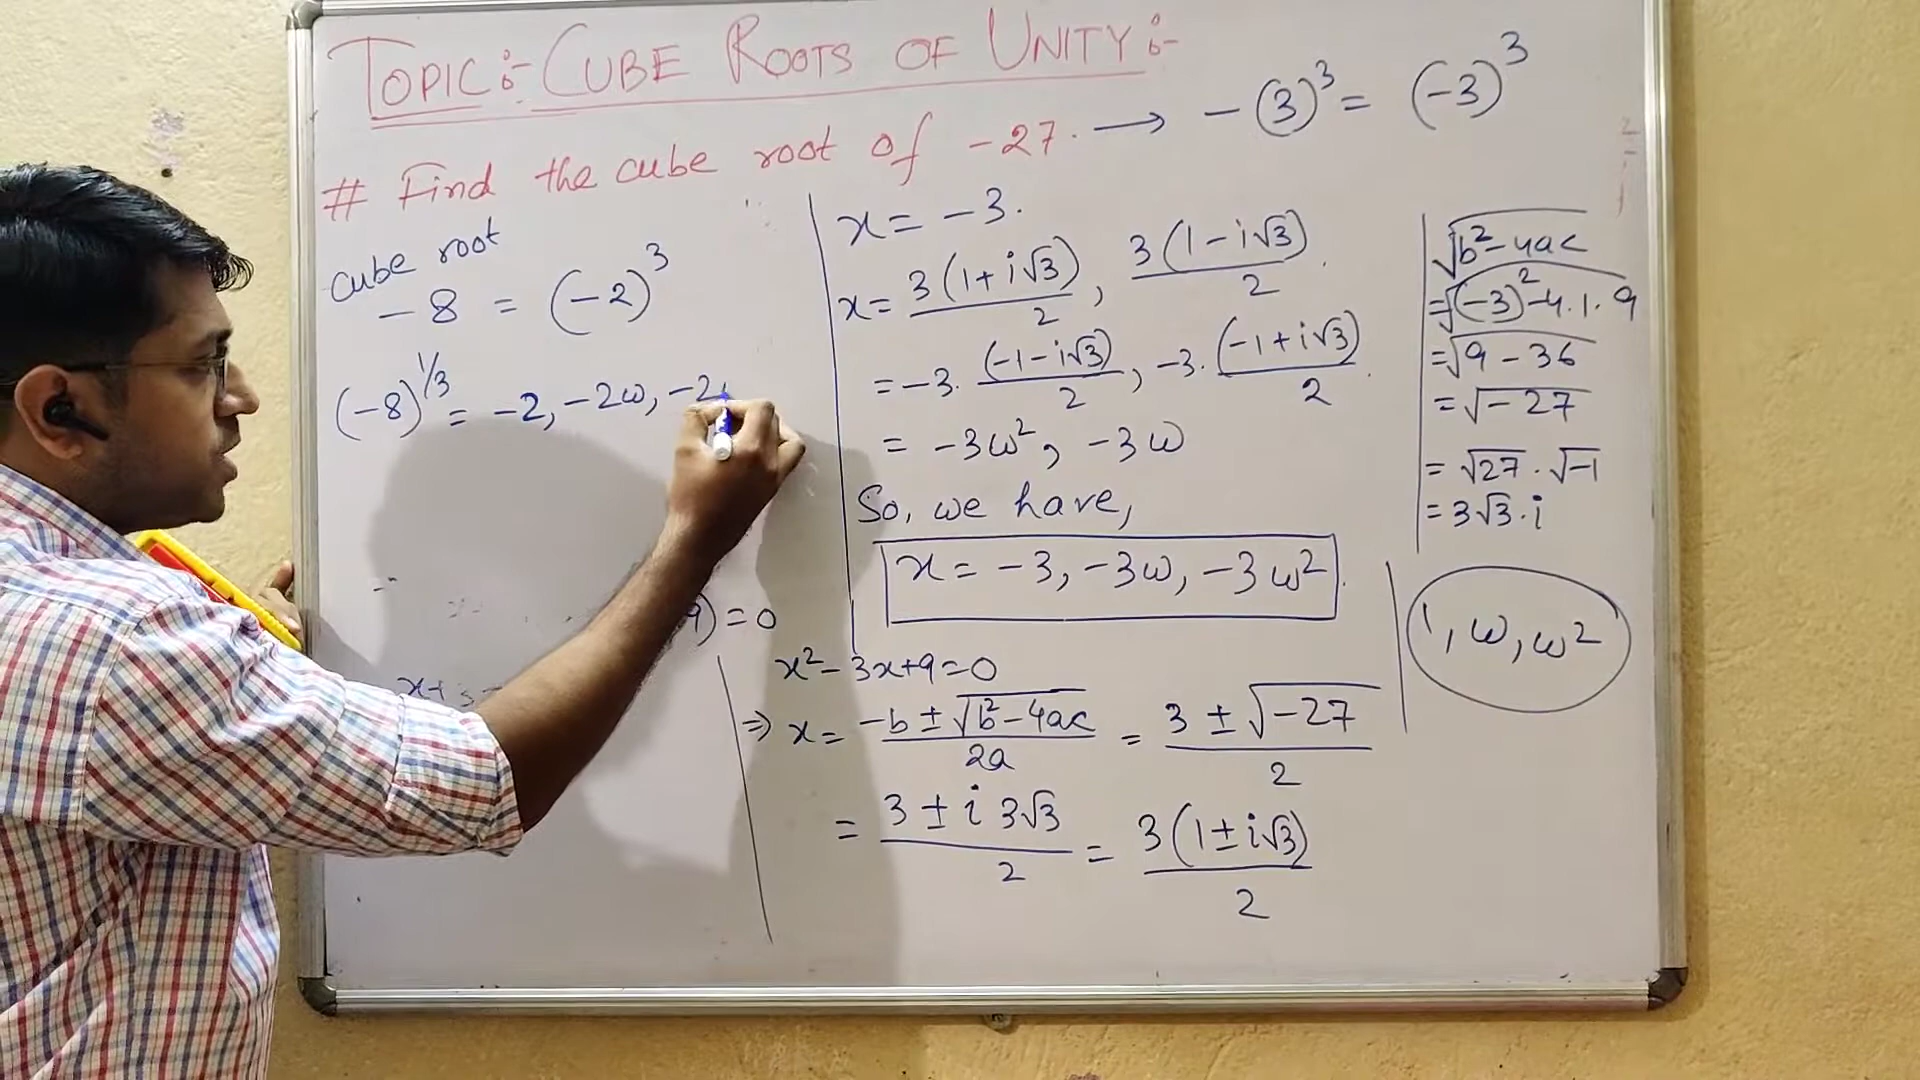 TOPIC:- CUBE ROOTS OF UNITY:-
# Find the cube root of -27. → -(3)³ = (-3)³
cube root
-8 = (-2)³
(-8)^1/3 = -2, -2ω, -2
9) = 0
x+3
x = -3.
x = 3(1+i√3)/2, 3(1-i√3)/2.
= -3. (-1-i√3)/2, -3. (-1+i√3)/2.
= -3ω², -3ω
So, we have,
x = -3, -3ω, -3ω².
x² - 3x+9=0
⇒ x = -b ± √b²-4ac/2a = 3 ± √-27/2
= 3 ± i 3√3/2 = 3(1±i√3)/2
√b²-4ac
= √(-3)²-4.1.9
= √9-36
= √-27
= √27 . √-1
= 3√3 . i
1, ω, ω²